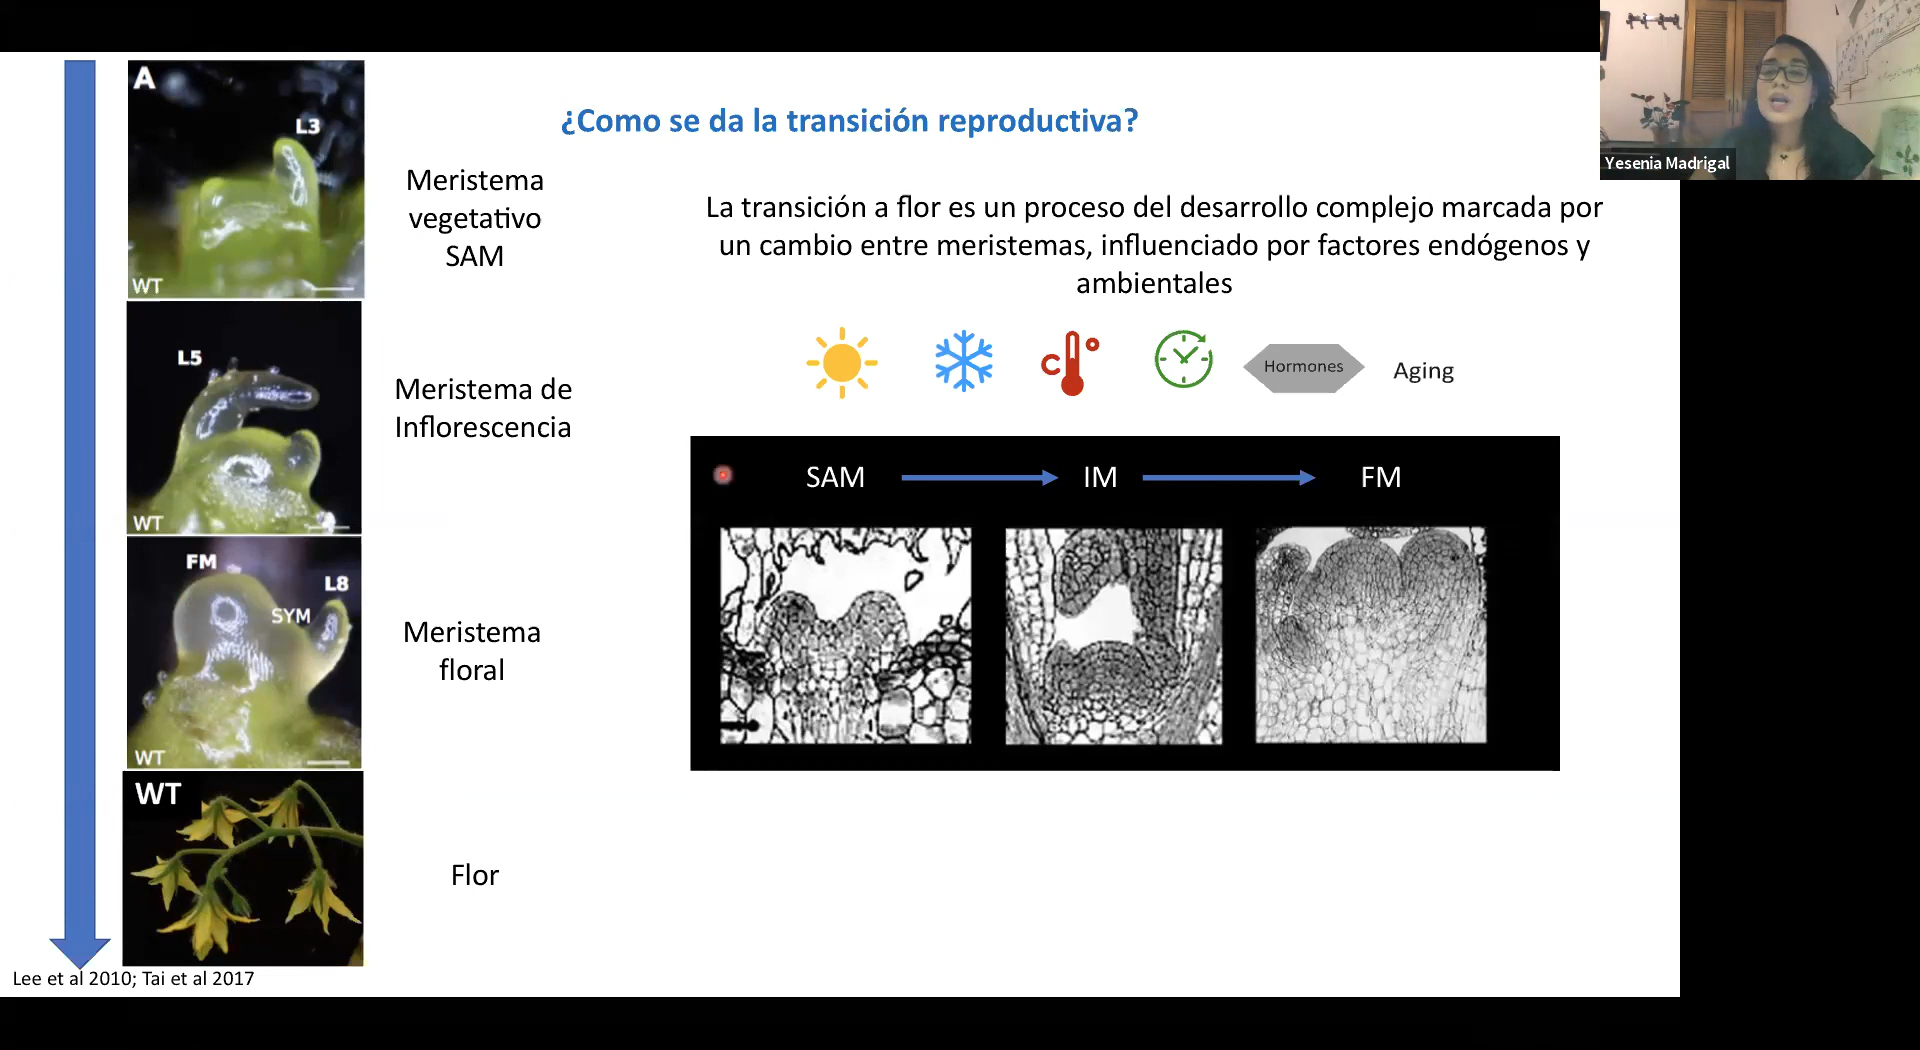 ¿Como se da la transición reproductiva?
La transición a flor es un proceso del desarrollo complejo marcada por
un cambio entre meristemas, influenciado por factores endógenos y
ambientales
C
Hormones
Aging
SAM
IM
FM
A
L3
WT
Meristema
vegetativo
SAM
L5
WT
Meristema de
Inflorescencia
FM
L8
SYM
WT
Meristema
floral
WT
Flor
Lee et al 2010; Tai et al 2017
Yesenia Madrigal